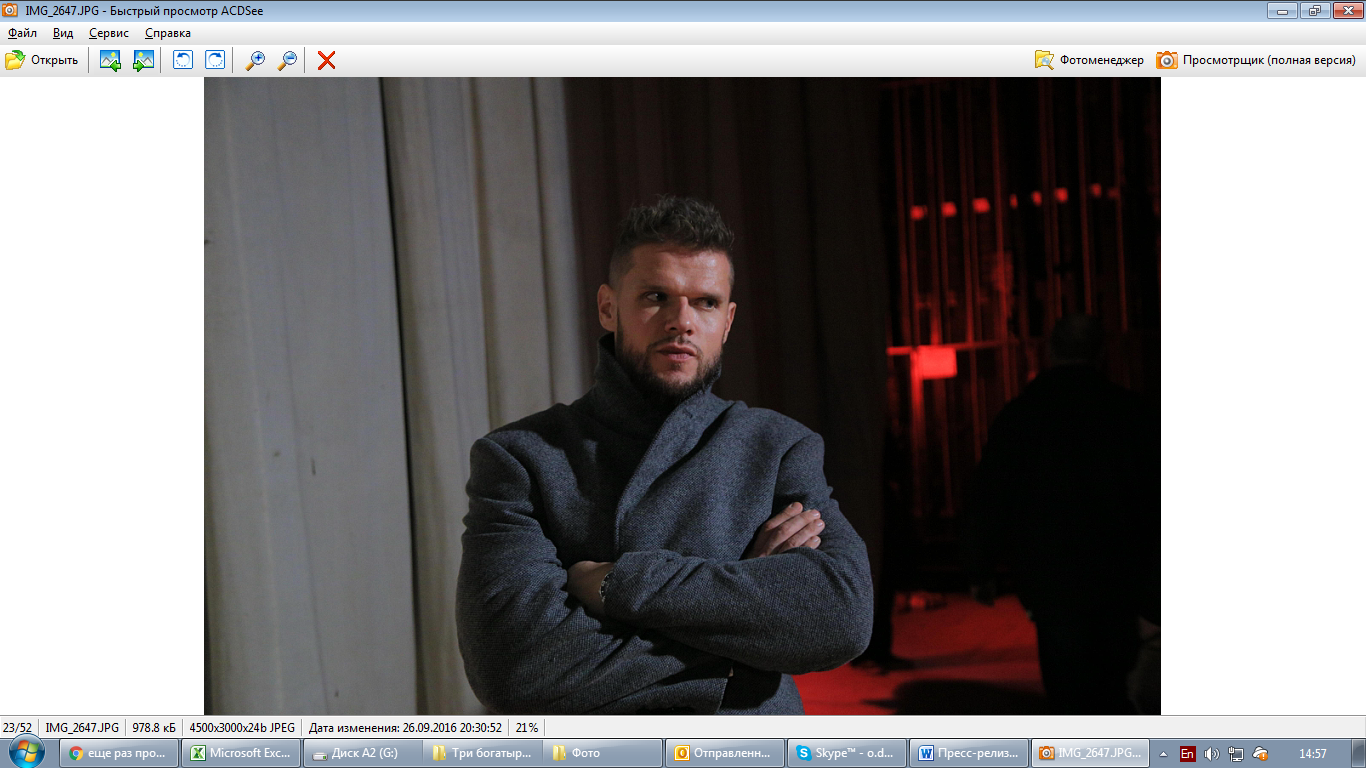 IMG_2647.JPG - Быстрый просмотр ACDSee
Файл Вид Сервис Справка
Открыть Фотоменеджер Просмотрщик (полная версия)
23/52 IMG_2647.JPG 978.8 кБ 4500x3000x24b JPEG Дата изменения: 26.09.2016 20:30:52 21%
еще раз про... Microsoft Exc... Диск A2 (G:) Три богатыр... Фото Отправленн... Skype™ - o.d... Пресс-релиз... IMG_2647.JPG... En 14:57